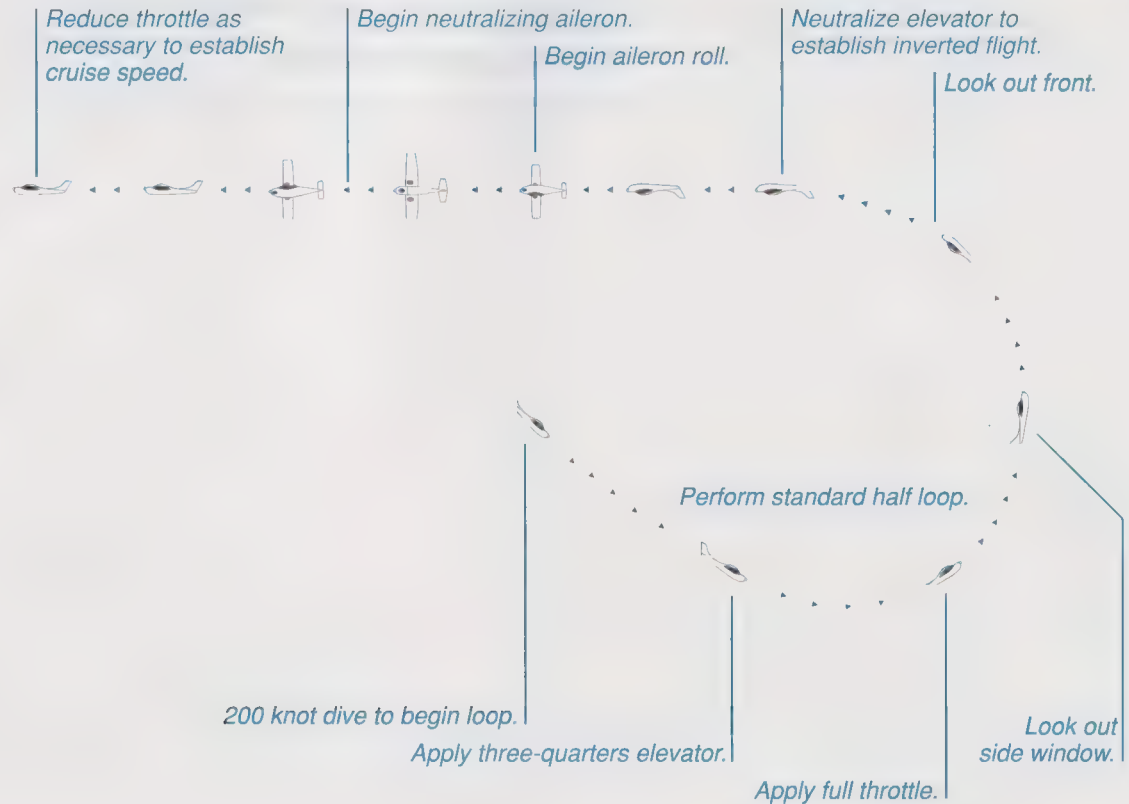 Reduce throttle as
necessary to establish
cruise speed.
Begin neutralizing aileron.
Begin aileron roll.
Neutralize elevator to
establish inverted flight.
Look out front.
Perform standard half loop.
200 knot dive to begin loop.
Apply three-quarters elevator.
Apply full throttle.
Look out
side window.